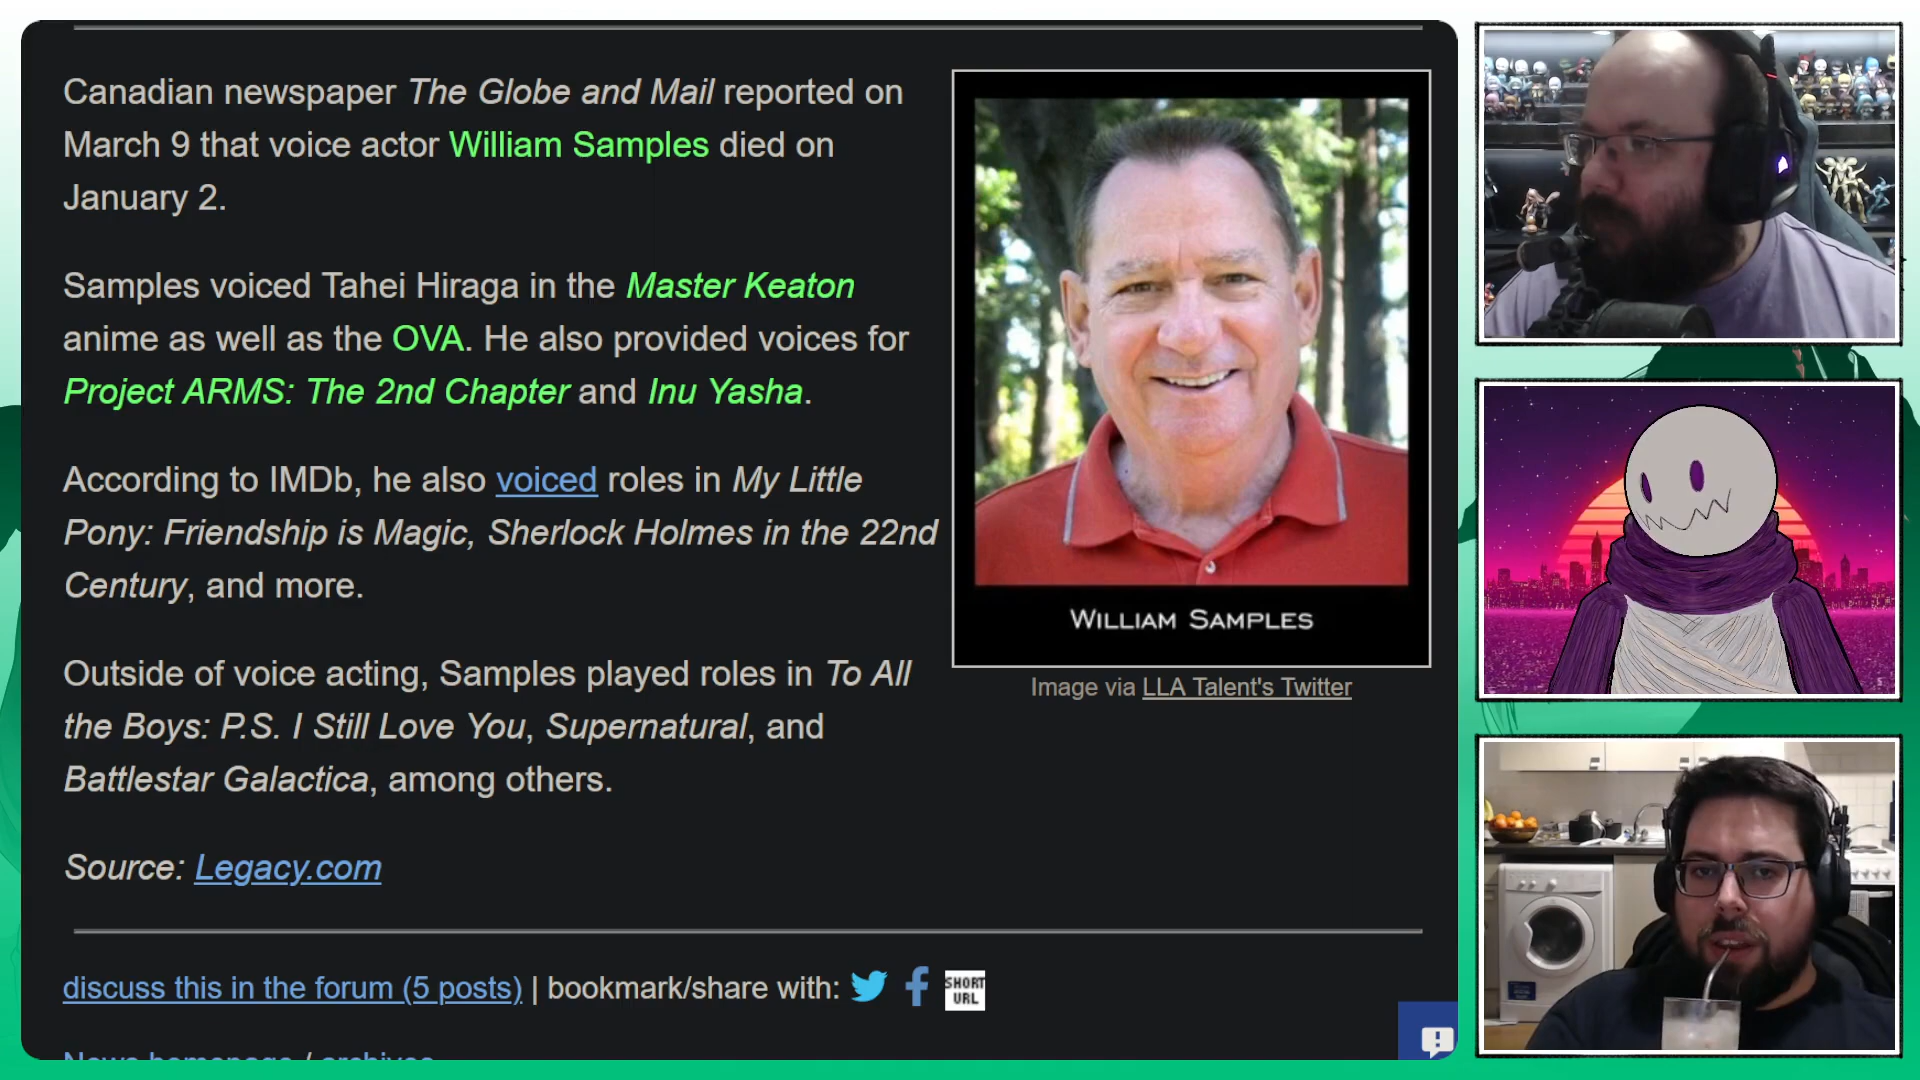 Canadian newspaper The Globe and Mail reported on
March 9 that voice actor William Samples died on
January 2.
Samples voiced Tahei Hiraga in the Master Keaton
anime as well as the OVA. He also provided voices for
Project ARMS: The 2nd Chapter and Inu Yasha.
According to IMDb, he also voiced roles in My Little
Pony: Friendship is Magic, Sherlock Holmes in the 22nd
Century, and more.
Outside of voice acting, Samples played roles in To All
the Boys: P.S. I Still Love You, Supernatural, and
Battlestar Galactica, among others.
Source: Legacy.com
WILLIAM SAMPLES
Image via LLA Talent's Twitter
discuss this in the forum (5 posts) | bookmark/share with:
SHORT
URL
News homepage / archives